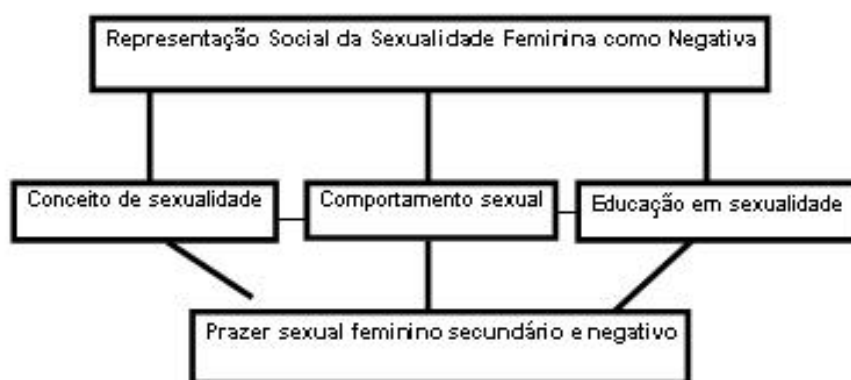 Representação Social da Sexualidade Feminina como Negativa
Conceito de sexualidade
Comportamento sexual
Educação em sexualidade
Prazer sexual feminino secundário e negativo